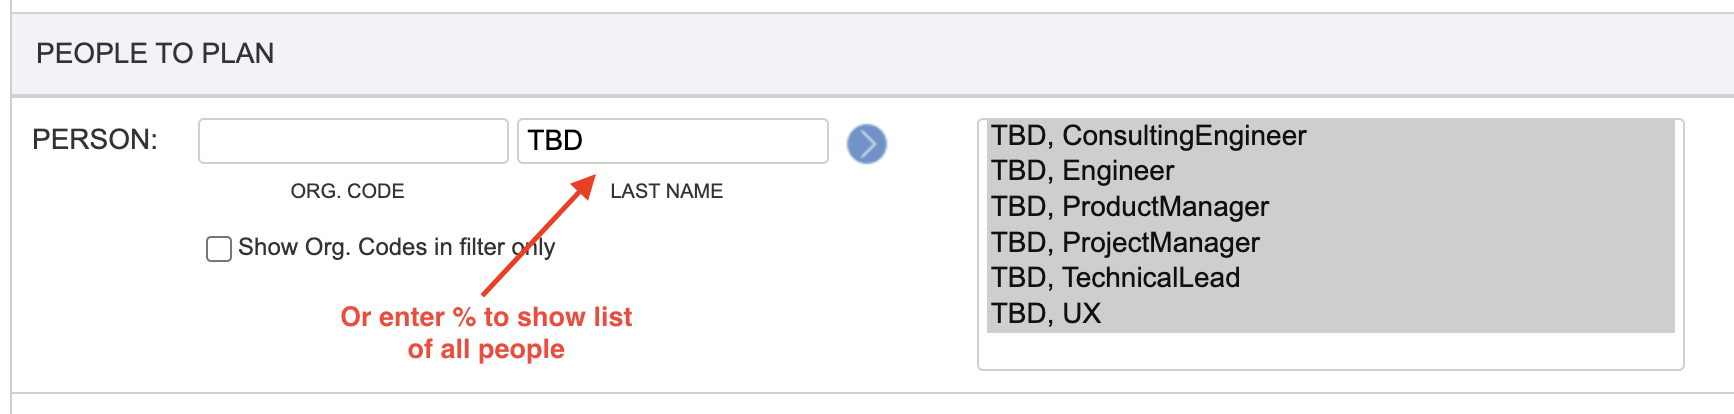 PEOPLE TO PLAN
PERSON:
TBD
ORG. CODE
LAST NAME
Show Org. Codes in filter only
Or enter % to show list
of all people
TBD, ConsultingEngineer
TBD, Engineer
TBD, ProductManager
TBD, ProjectManager
TBD, TechnicalLead
TBD, UX